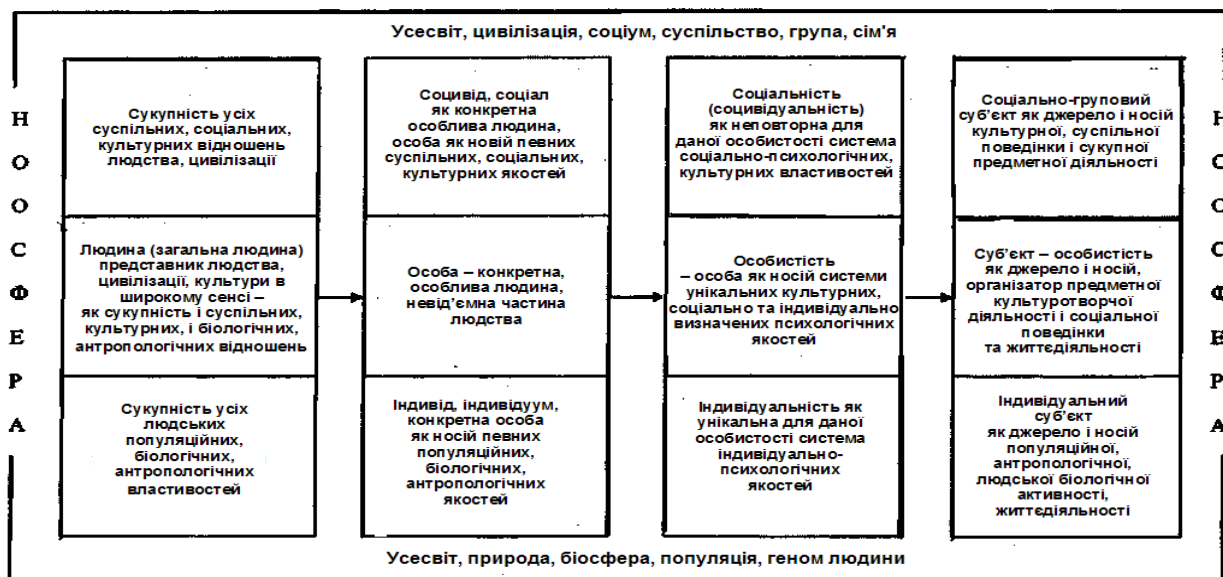 Усесвіт, цивілізація, соціум, суспільство, група, сім'я
Н
О
О
С
Ф
Е
Р
А
Сукупність усіх
суспільних, соціальних,
культурних відношень
людства, цивілізації
Социвід, соціал
як конкретна
особлива людина,
особа як новій певних
суспільних, соціальних,
культурних якостей
Соціальність
(социвідуальність)
як неповторна для
даної особистості система
соціально-психологічних,
культурних властивостей
Соціально-груповий
суб’єкт як джерело і носій
культурної, суспільної
поведінки і сукупної
предметної діяльності
Людина (загальна людина)
представник людства,
цивілізації, культури в
широкому сенсі –
як сукупність і суспільних,
культурних, і біологічних,
антропологічних відношень
Особа – конкретна,
особлива людина,
невід’ємна частина
людства
Особистість
– особа як носій системи
унікальних культурних,
соціально та індивідуально
визначених психологічних
якостей
Суб’єкт – особистість
як джерело і носій,
організатор предметної
культуротворчої
діяльності і соціальної
поведінки
та життєдіяльності
Сукупність усіх
людських
популяційних,
біологічних,
антропологічних
властивостей
Індивід, індивідуум,
конкретна особа
як носій певних
популяційних,
біологічних,
антропологічних
якостей
Індивідуальність як
унікальна для даної
особистості система
індивідуально-
психологічних
якостей
Індивидуальний
суб’єкт
як джерело і носій
популяційної,
антропологічної,
людської біологічної
активності,
життєдіяльності
Н
О
О
С
Ф
Е
Р
А
Усесвіт, природа, біосфера, популяція, геном людини